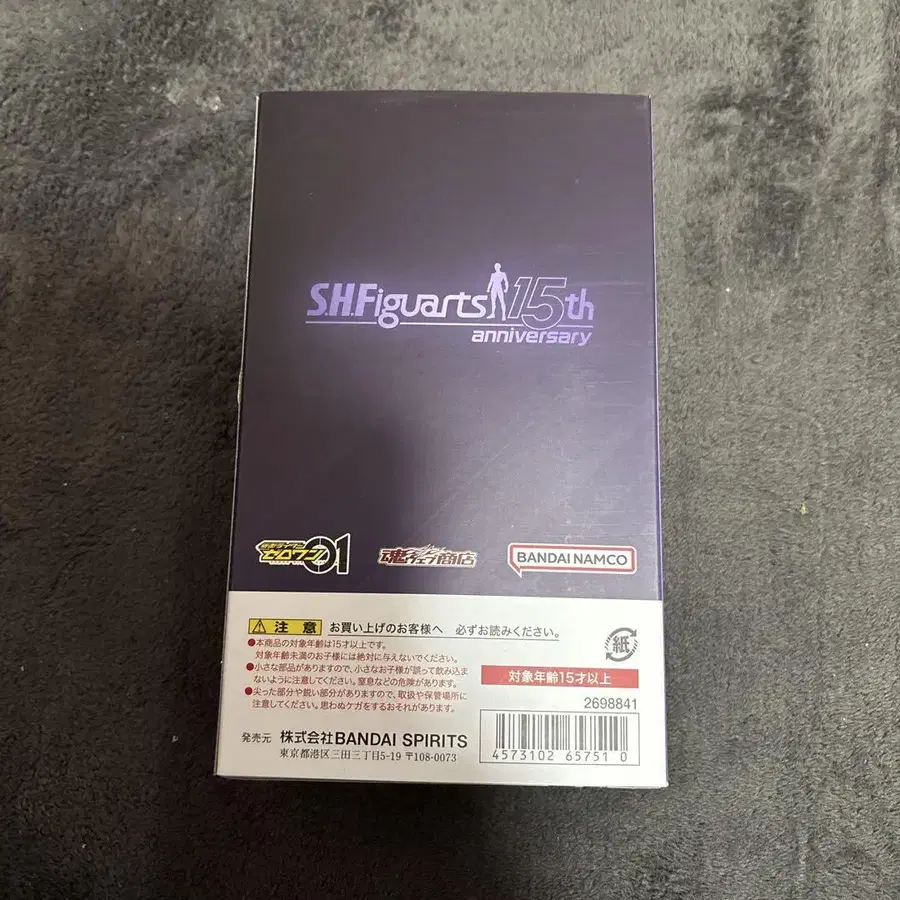 S.H.Figuarts 15th
anniversary
仮面ライダー
ゼロワン 01
魂ウェブ商店
BANDAI NAMCO
注意 お買い上げのお客様へ 必ずお読みください。
●本商品の対象年齢は15才以上です。
対象年齢未満のお子様には絶対に与えないでください。
●小さな部品がありますので、小さなお子様が誤って飲み込ま
ないように注意してください。窒息などの危険があります。
●尖った部分や鋭い部分がありますので、取扱や保管場所に
注意してください。思わぬケガをするおそれがあります。
紙
対象年齢15才以上
2698841
発売元 株式会社BANDAI SPIRITS
東京都港区三田三丁目5-19 〒108-0073
4573102 65751 0